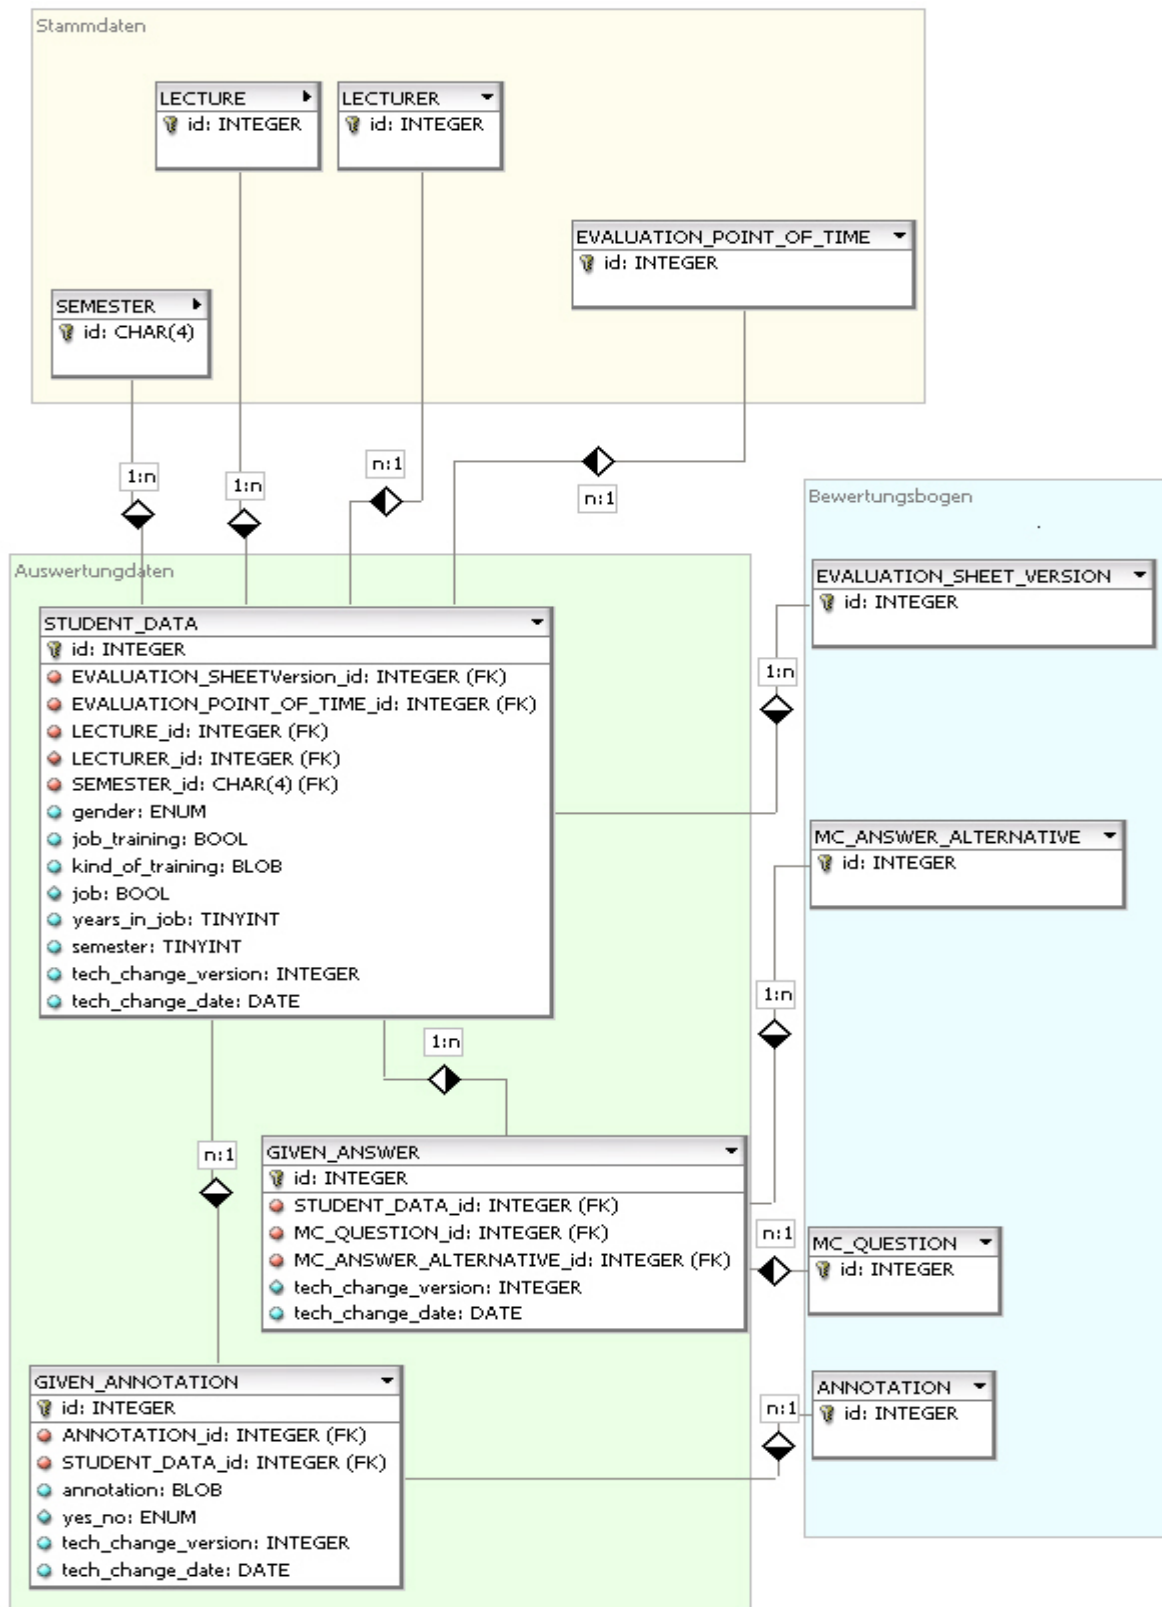 Stammdaten
LECTURE
id: INTEGER
LECTURER
id: INTEGER
EVALUATION_POINT_OF_TIME
id: INTEGER
SEMESTER
id: CHAR(4)
1:n
1:n
n:1
n:1
Bewertungsbogen
Auswertungdaten
EVALUATION_SHEET_VERSION
id: INTEGER
STUDENT_DATA
id: INTEGER
EVALUATION_SHEETVersion_id: INTEGER (FK)
EVALUATION_POINT_OF_TIME_id: INTEGER (FK)
LECTURE_id: INTEGER (FK)
LECTURER_id: INTEGER (FK)
SEMESTER_id: CHAR(4) (FK)
gender: ENUM
job_training: BOOL
kind_of_training: BLOB
job: BOOL
years_in_job: TINYINT
semester: TINYINT
tech_change_version: INTEGER
tech_change_date: DATE
1:n
MC_ANSWER_ALTERNATIVE
id: INTEGER
1:n
1:n
n:1
GIVEN_ANSWER
id: INTEGER
STUDENT_DATA_id: INTEGER (FK)
MC_QUESTION_id: INTEGER (FK)
MC_ANSWER_ALTERNATIVE_id: INTEGER (FK)
tech_change_version: INTEGER
tech_change_date: DATE
n:1
MC_QUESTION
id: INTEGER
GIVEN_ANNOTATION
id: INTEGER
ANNOTATION_id: INTEGER (FK)
STUDENT_DATA_id: INTEGER (FK)
annotation: BLOB
yes_no: ENUM
tech_change_version: INTEGER
tech_change_date: DATE
n:1
ANNOTATION
id: INTEGER